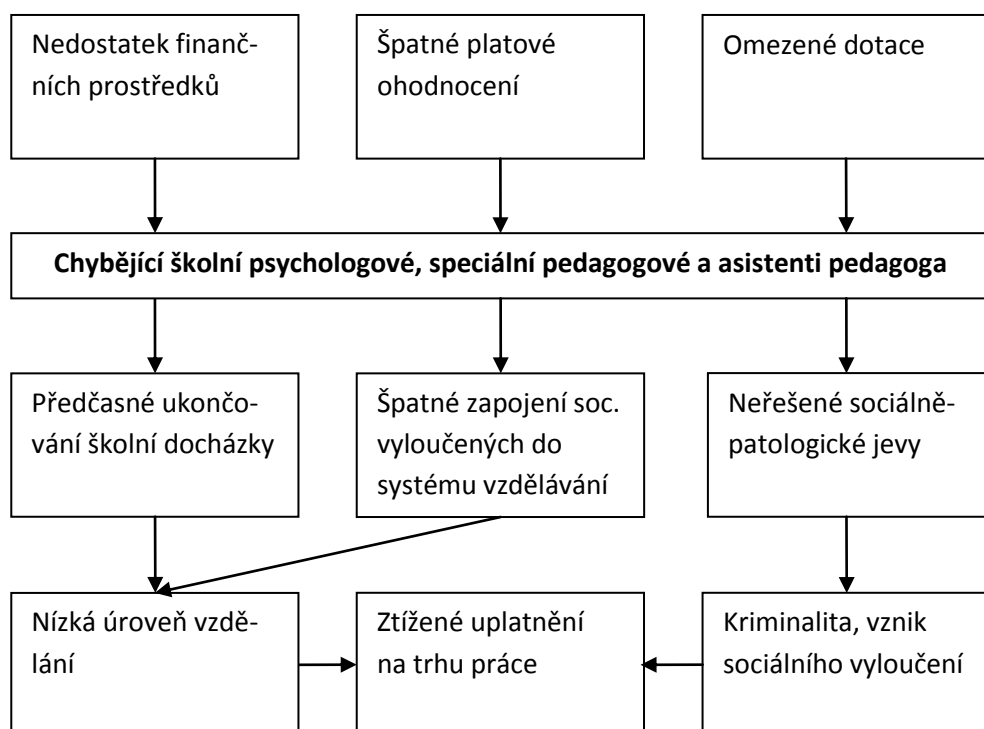 Nedostatek finanč-
ních prostředků
Špatné platové
ohodnocení
Omezené dotace
Chybějící školní psychologové, speciální pedagogové a asistenti pedagoga
Předčasné ukončo-
vání školní docházky
Špatné zapojení soc.
vyloučených do
systému vzdělávání
Neřešené sociálně-
patologické jevy
Nízká úroveň vzdě-
lání
Ztížené uplatnění
na trhu práce
Kriminalita, vznik
sociálního vyloučení